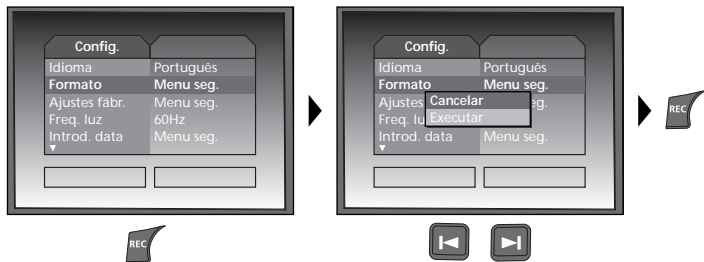 Config.
Idioma Português
Formato Menu seg.
Ajustes fábr. Menu seg.
Freq. luz 60Hz
Introd. data Menu seg.
REC
Config.
Idioma Português
Formato Menu seg.
Ajustes Cancelar eg.
Freq. lu Executar
Introd. data Menu seg.
REC